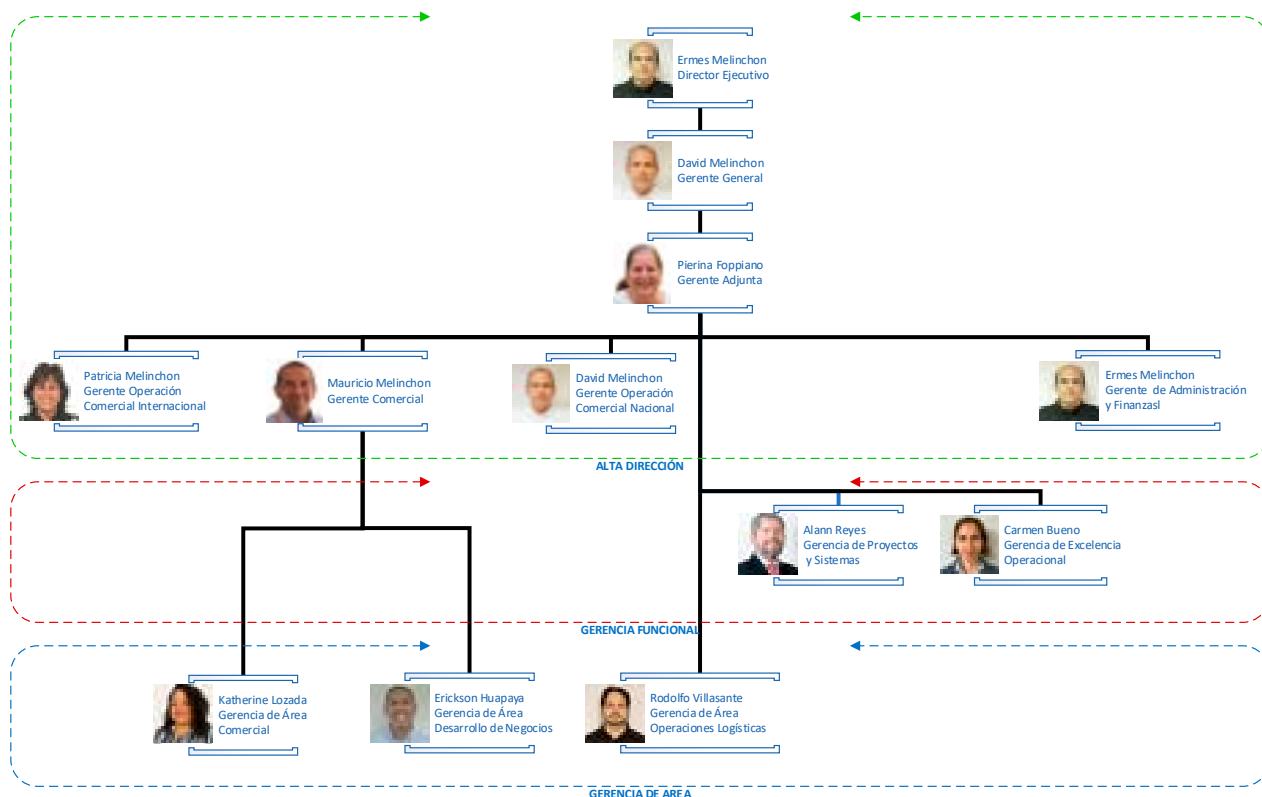 Ermes Melinchon
Director Ejecutivo
David Melinchon
Gerente General
Pierina Foppiano
Gerente Adjunta
Patricia Melinchon
Gerente Operación
Comercial Internacional
Mauricio Melinchon
Gerente Comercial
David Melinchon
Gerente Operación
Comercial Nacional
Ermes Melinchon
Gerente de Administración
y Finanzasl
ALTA DIRECCIÓN
Alann Reyes
Gerencia de Proyectos
y Sistemas
Carmen Bueno
Gerencia de Excelencia
Operacional
GERENCIA FUNCIONAL
Katherine Lozada
Gerencia de Área
Comercial
Erickson Huapaya
Gerencia de Área
Desarrollo de Negocios
Rodolfo Villasante
Gerencia de Área
Operaciones Logísticas
GERENCIA DE AREA